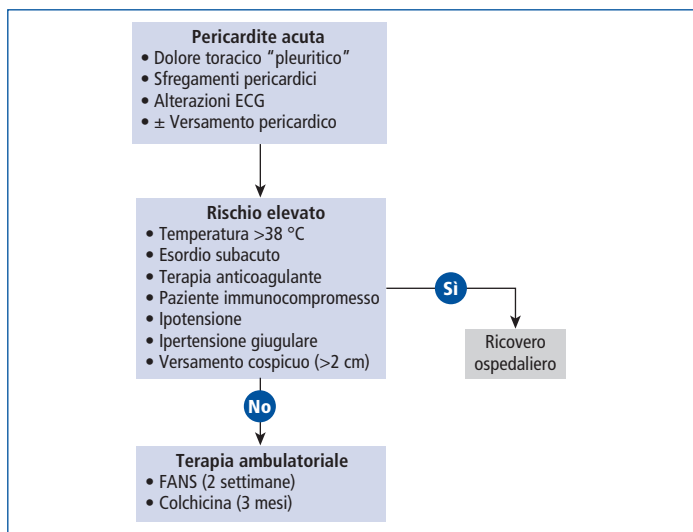 Pericardite acuta
• Dolore toracico “pleuritico”
• Sfregamenti pericardici
• Alterazioni ECG
• ± Versamento pericardico
Rischio elevato
• Temperatura >38 °C
• Esordio subacuto
• Terapia anticoagulante
• Paziente immunocompromesso
• Ipotensione
• Ipertensione giugulare
• Versamento cospicuo (>2 cm)
Sì
Ricovero
ospedaliero
No
Terapia ambulatoriale
• FANS (2 settimane)
• Colchicina (3 mesi)